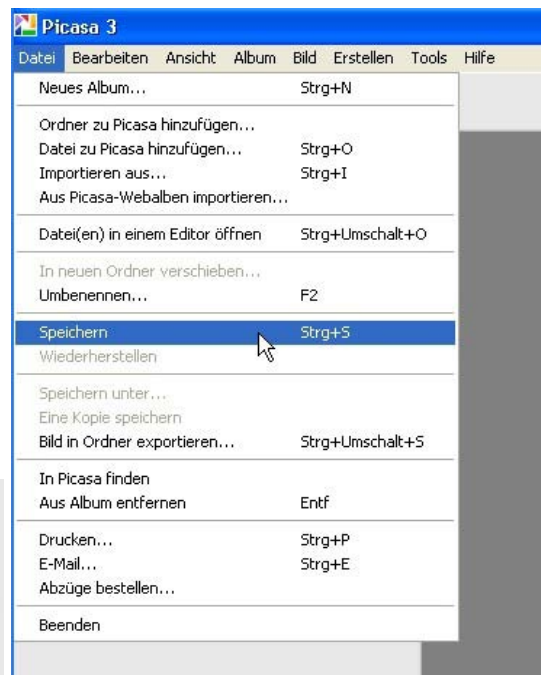 Picasa 3
Datei Bearbeiten Ansicht Album Bild Erstellen Tools Hilfe
Neues Album... Strg+N
Ordner zu Picasa hinzufügen...
Datei zu Picasa hinzufügen... Strg+O
Importieren aus... Strg+I
Aus Picasa-Webalben importieren...
Datei(en) in einem Editor öffnen Strg+Umschalt+O
In neuen Ordner verschieben...
Umbenennen... F2
Speichern Strg+S
Wiederherstellen
Speichern unter...
Eine Kopie speichern
Bild in Ordner exportieren... Strg+Umschalt+S
In Picasa finden
Aus Album entfernen Entf
Drucken... Strg+P
E-Mail... Strg+E
Abzüge bestellen...
Beenden